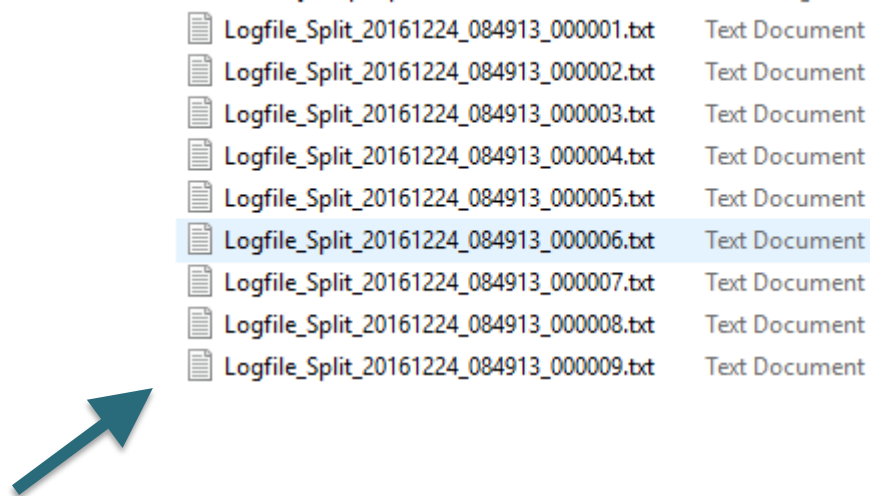 Logfile_Split_20161224_084913_000001.txt Text Document
Logfile_Split_20161224_084913_000002.txt Text Document
Logfile_Split_20161224_084913_000003.txt Text Document
Logfile_Split_20161224_084913_000004.txt Text Document
Logfile_Split_20161224_084913_000005.txt Text Document
Logfile_Split_20161224_084913_000006.txt Text Document
Logfile_Split_20161224_084913_000007.txt Text Document
Logfile_Split_20161224_084913_000008.txt Text Document
Logfile_Split_20161224_084913_000009.txt Text Document